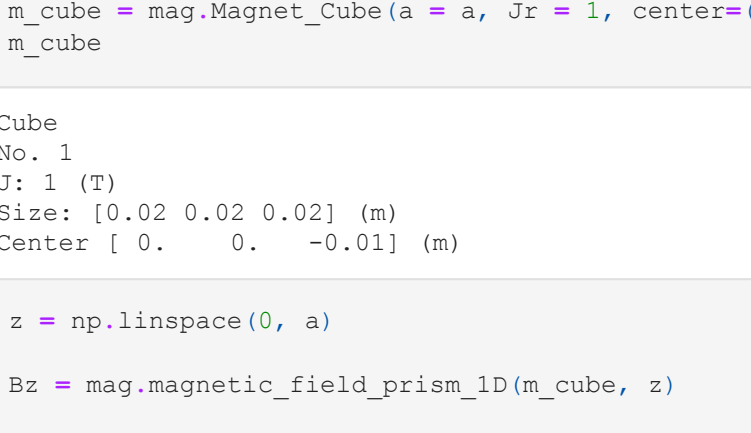 m_cube = mag.Magnet_Cube(a = a, Jr = 1, center=(
m_cube
Cube
No. 1
J: 1 (T)
Size: [0.02 0.02 0.02] (m)
Center [ 0.    0.   -0.01] (m)
z = np.linspace(0, a)
Bz = mag.magnetic_field_prism_1D(m_cube, z)